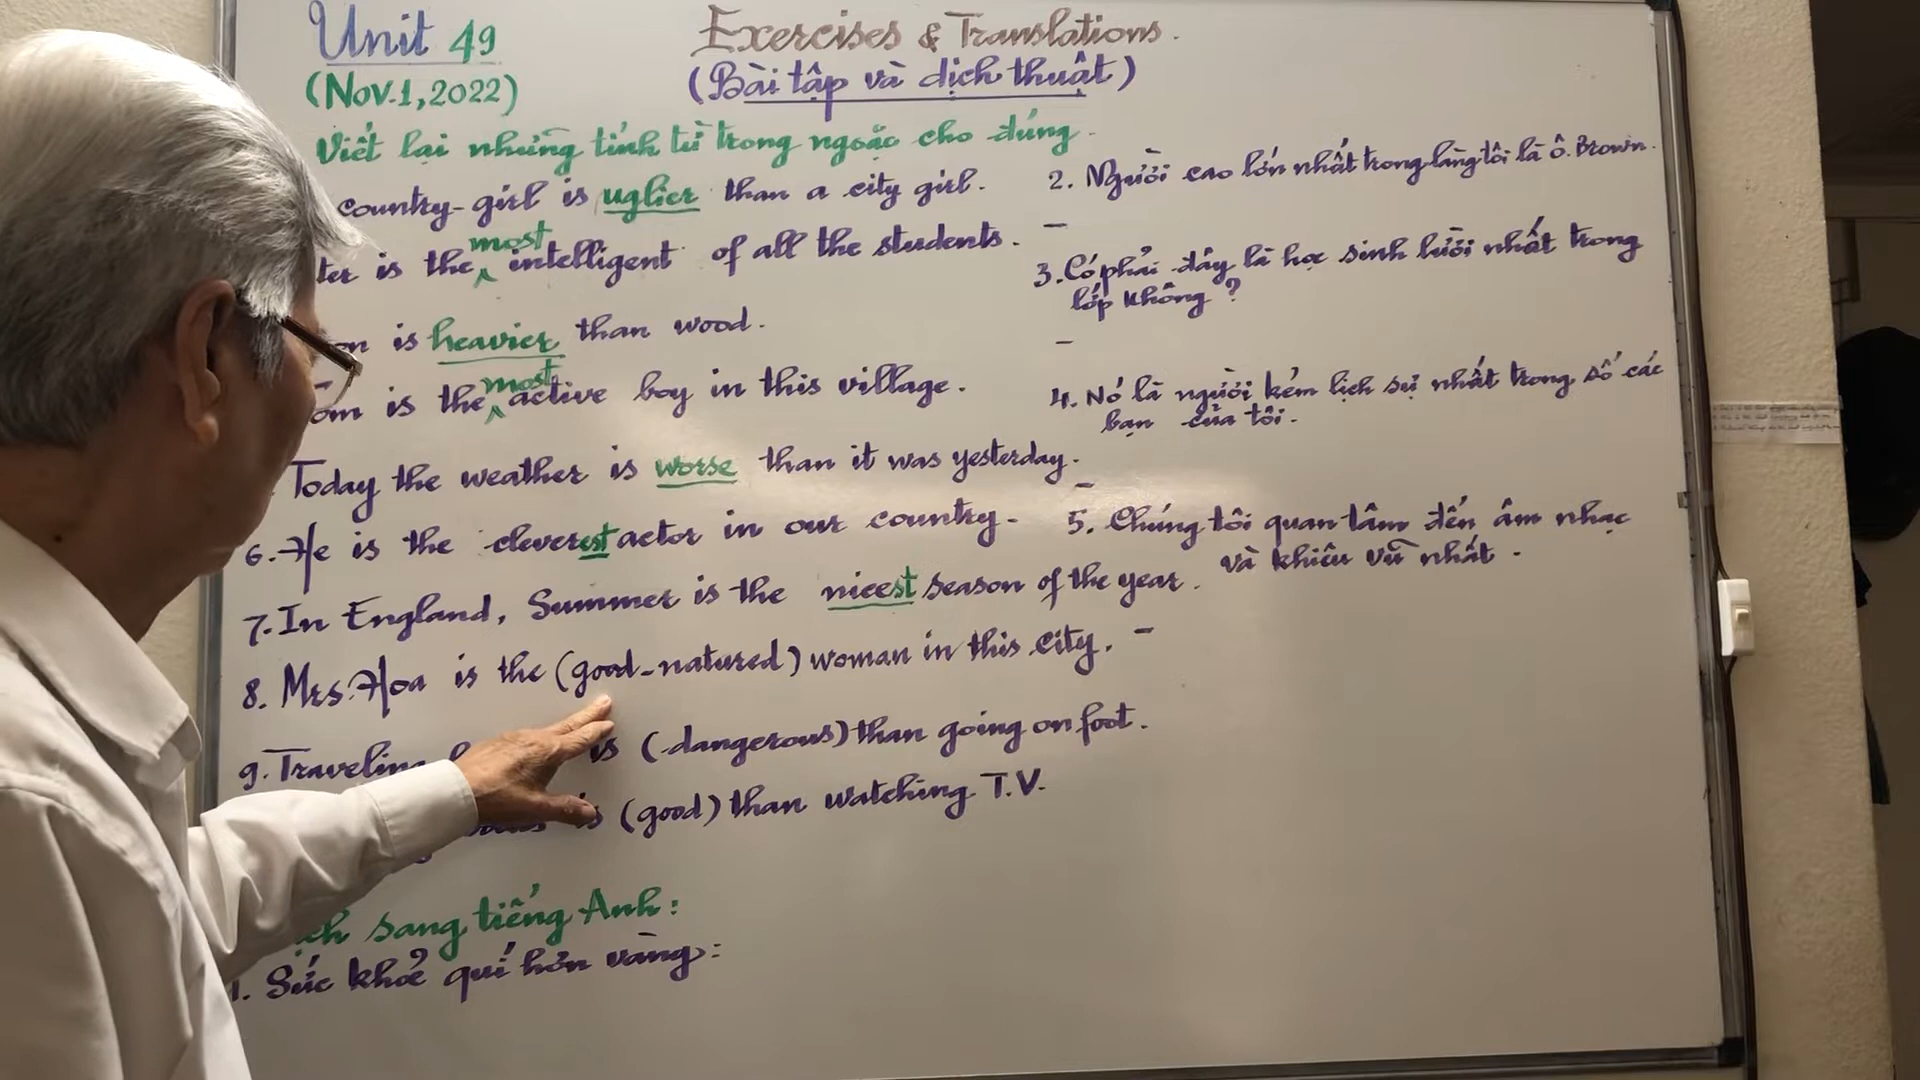 Unit 49
(Nov.1,2022)
Exercises & Translations.
(Bài tập và dịch thuật)
Viết lại những tính từ trong ngoặc cho đúng.
country-girl is uglier than a city girl.
is the most intelligent of all the students.
is heavier than wood.
is the most active boy in this village.
Today the weather is worse than it was yesterday.
6. He is the cleverest actor in our country.
7. In England, Summer is the nicest season of the year.
8. Mrs. Hoa is the (good-natured) woman in this city.
9. Traveling is (dangerous) than going on foot.
is (good) than watching T.V.
sang tiếng Anh:
1. Sức khoẻ quí hơn vàng:
2. Người cao lớn nhất trong làng tôi là ô. Brown.
-
3. Có phải đây là học sinh lười nhất trong
lớp không?
-
4. Nó là người kém lịch sự nhất trong số các
bạn của tôi.
-
5. Chúng tôi quan tâm đến âm nhạc
và khiêu vũ nhất.
-